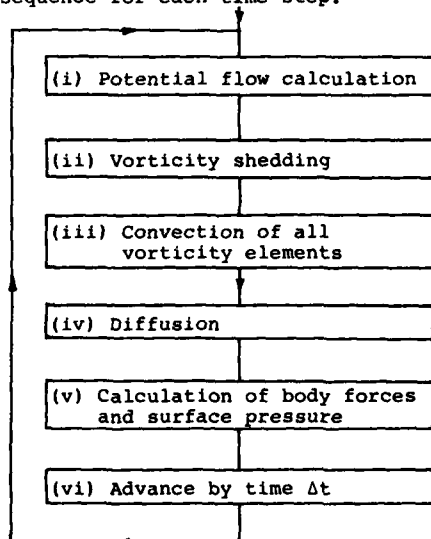 sequence for each time step.
(i) Potential flow calculation
(ii) Vorticity shedding
(iii) Convection of all
vorticity elements
(iv) Diffusion
(v) Calculation of body forces
and surface pressure
(vi) Advance by time Δt